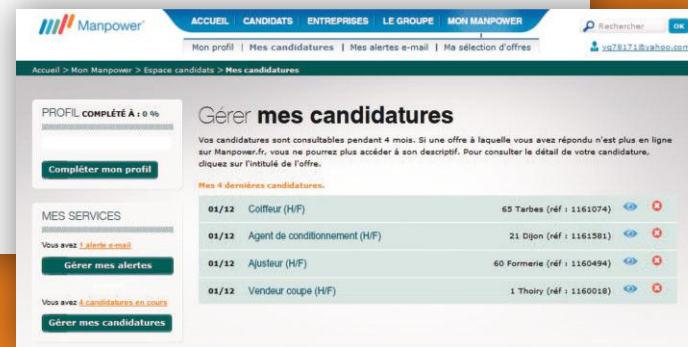 Manpower
ACCUEIL CANDIDATS ENTREPRISES LE GROUPE MON MANPOWER
Rechercher OK
Mon profil | Mes candidatures | Mes alertes e-mail | Ma sélection d'offres
vq78171@yahoo.com
Accueil > Mon Manpower > Espace candidats > Mes candidatures
PROFIL COMPLÉTÉ À : 0 %
Compléter mon profil
MES SERVICES
Vous avez 1 alerte e-mail
Gérer mes alertes
Vous avez 4 candidatures en cours
Gérer mes candidatures
Gérer mes candidatures
Vos candidatures sont consultables pendant 4 mois. Si une offre à laquelle vous avez répondu n'est plus en ligne
sur Manpower.fr, vous ne pourrez plus accéder à son descriptif. Pour consulter le détail de votre candidature,
cliquez sur l'intitulé de l'offre.
Mes 4 dernières candidatures.
01/12 Coiffeur (H/F) 65 Tarbes (réf : 1161074)
01/12 Agent de conditionnement (H/F) 21 Dijon (réf : 1161581)
01/12 Ajusteur (H/F) 60 Formerie (réf : 1160494)
01/12 Vendeur coupe (H/F) 1 Thoiry (réf : 1160018)